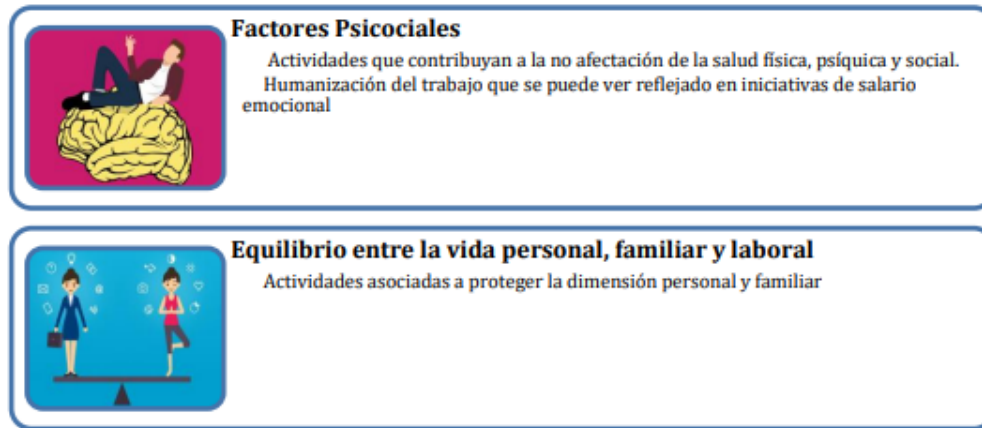 Factores Psicociales
Actividades que contribuyan a la no afectación de la salud física, psíquica y social.
Humanización del trabajo que se puede ver reflejado en iniciativas de salario
emocional
Equilibrio entre la vida personal, familiar y laboral
Actividades asociadas a proteger la dimensión personal y familiar